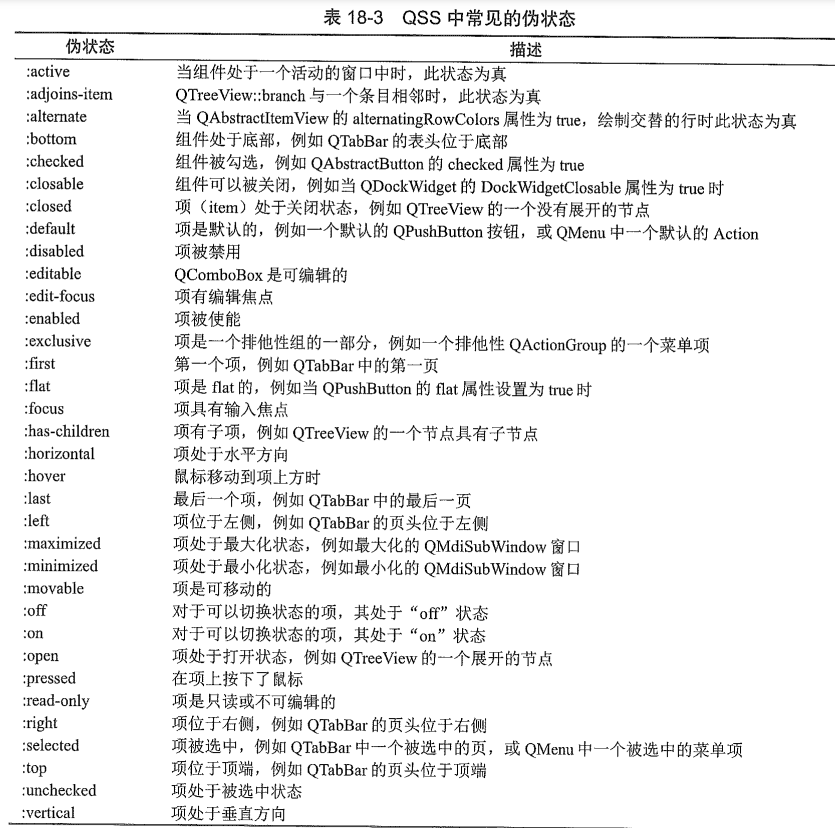 表 18-3 QSS 中常见的伪状态
伪状态 描述
:active 当组件处于一个活动的窗口中时，此状态为真
:adjoins-item QTreeView::branch 与一个条目相邻时，此状态为真
:alternate 当 QAbstractItemView 的 alternatingRowColors 属性为 true，绘制交替的行时此状态为真
:bottom 组件处于底部，例如 QTabBar 的表头位于底部
:checked 组件被勾选，例如 QAbstractButton 的 checked 属性为 true
:closable 组件可以被关闭，例如当 QDockWidget 的 DockWidgetClosable 属性为 true 时
:closed 项（item）处于关闭状态，例如 QTreeView 的一个没有展开的节点
:default 项是默认的，例如一个默认的 QPushButton 按钮，或 QMenu 中一个默认的 Action
:disabled 项被禁用
:editable QComboBox 是可编辑的
:edit-focus 项有编辑焦点
:enabled 项被使能
:exclusive 项是一个排他性组的一部分，例如一个排他性 QActionGroup 的一个菜单项
:first 第一个项，例如 QTabBar 中的第一页
:flat 项是 flat 的，例如当 QPushButton 的 flat 属性设置为 true 时
:focus 项具有输入焦点
:has-children 项有子项，例如 QTreeView 的一个节点具有子节点
:horizontal 项处于水平方向
:hover 鼠标移动到项上方时
:last 最后一个项，例如 QTabBar 中的最后一页
:left 项位于左侧，例如 QTabBar 的页头位于左侧
:maximized 项处于最大化状态，例如最大化的 QMdiSubWindow 窗口
:minimized 项处于最小化状态，例如最小化的 QMdiSubWindow 窗口
:movable 项是可移动的
:off 对于可以切换状态的项，其处于“off”状态
:on 对于可以切换状态的项，其处于“on”状态
:open 项处于打开状态，例如 QTreeView 的一个展开的节点
:pressed 在项上按下了鼠标
:read-only 项是只读或不可编辑的
:right 项位于右侧，例如 QTabBar 的页头位于右侧
:selected 项被选中，例如 QTabBar 中一个被选中的页，或 QMenu 中一个被选中的菜单项
:top 项位于顶端，例如 QTabBar 的页头位于顶端
:unchecked 项处于被选中状态
:vertical 项处于垂直方向